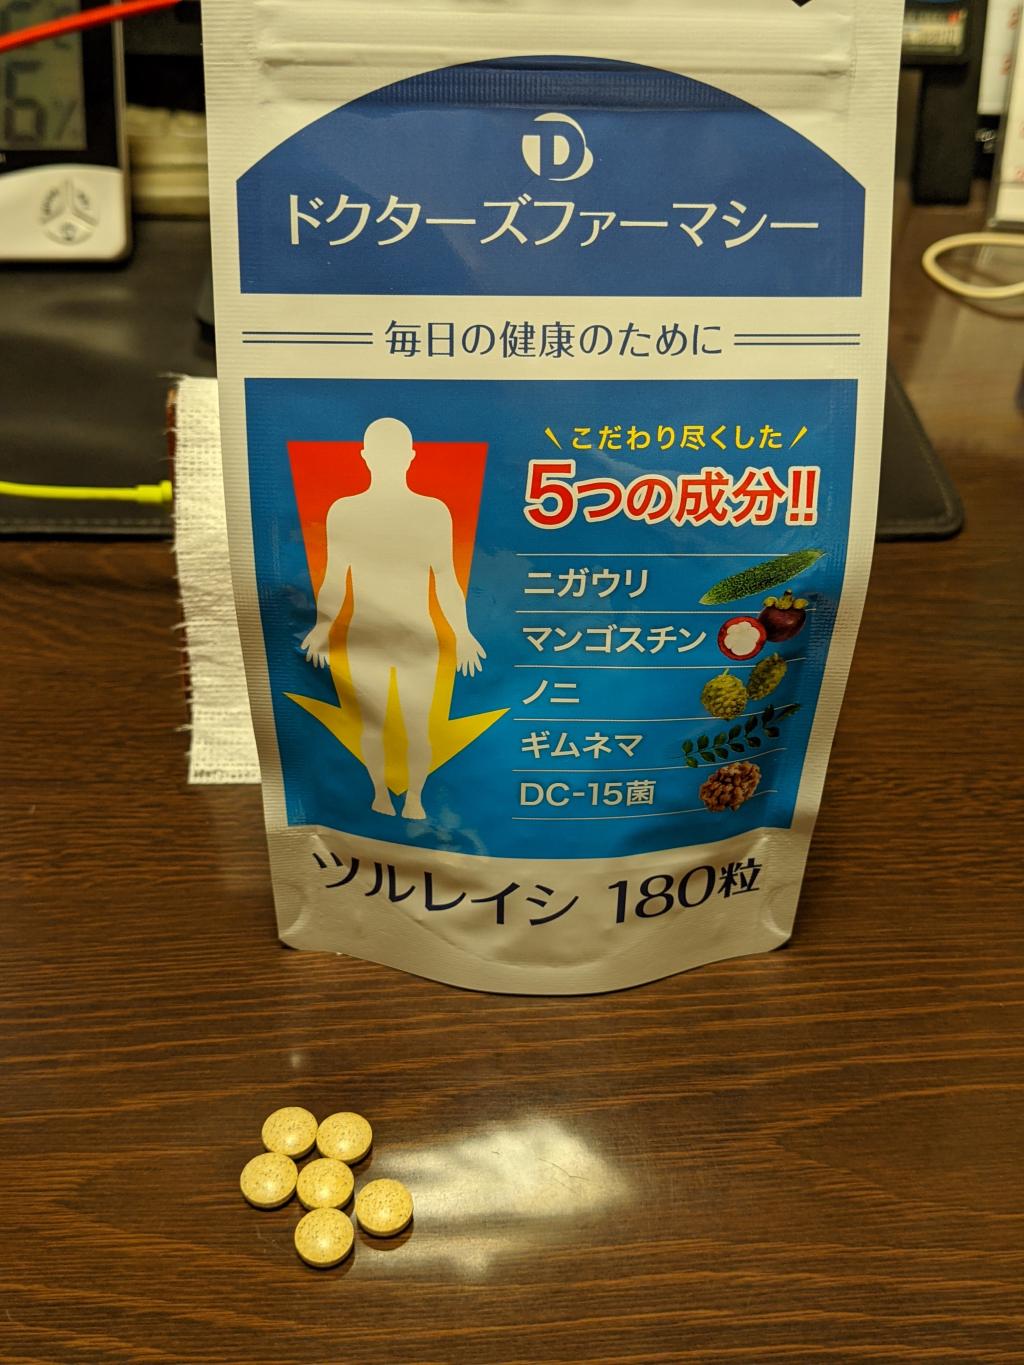 D
ドクターズファーマシー
毎日の健康のために
こだわり尽くした
5つの成分!!
ニガウリ
マンゴスチン
ノニ
ギムネマ
DC-15菌
ツルレイシ 180粒
6%